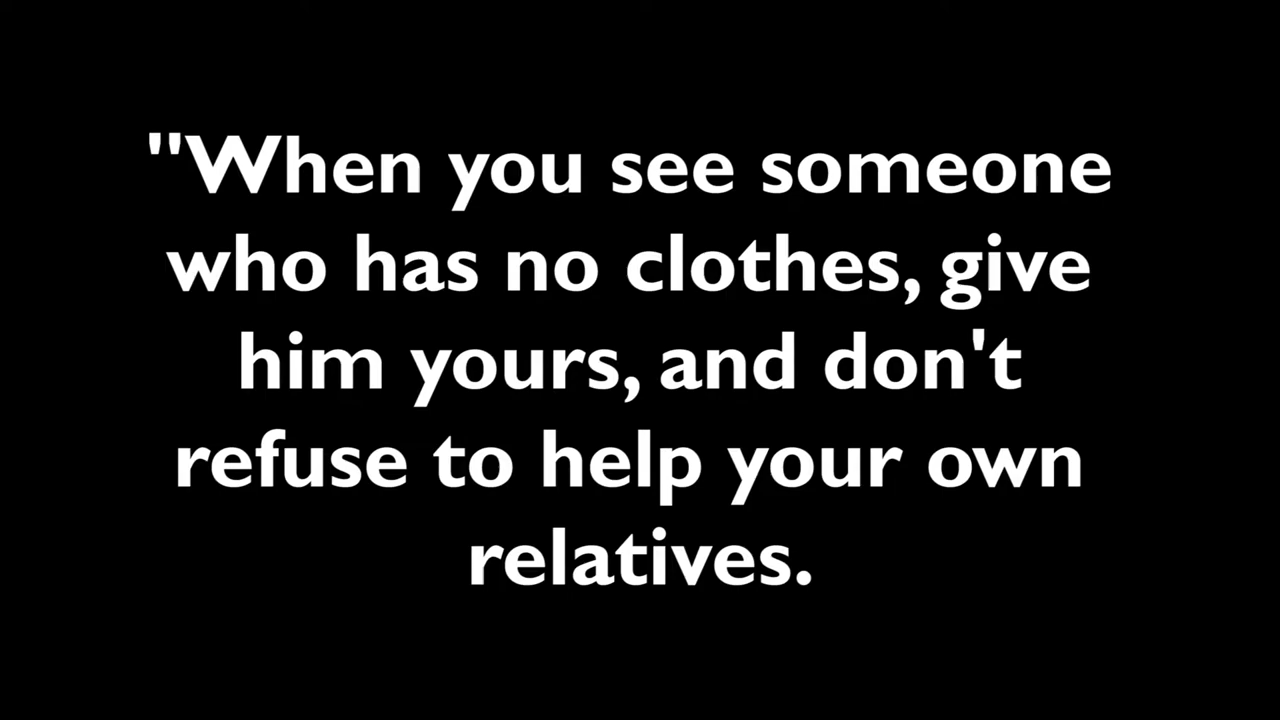 "When you see someone
who has no clothes, give
him yours, and don't
refuse to help your own
relatives.